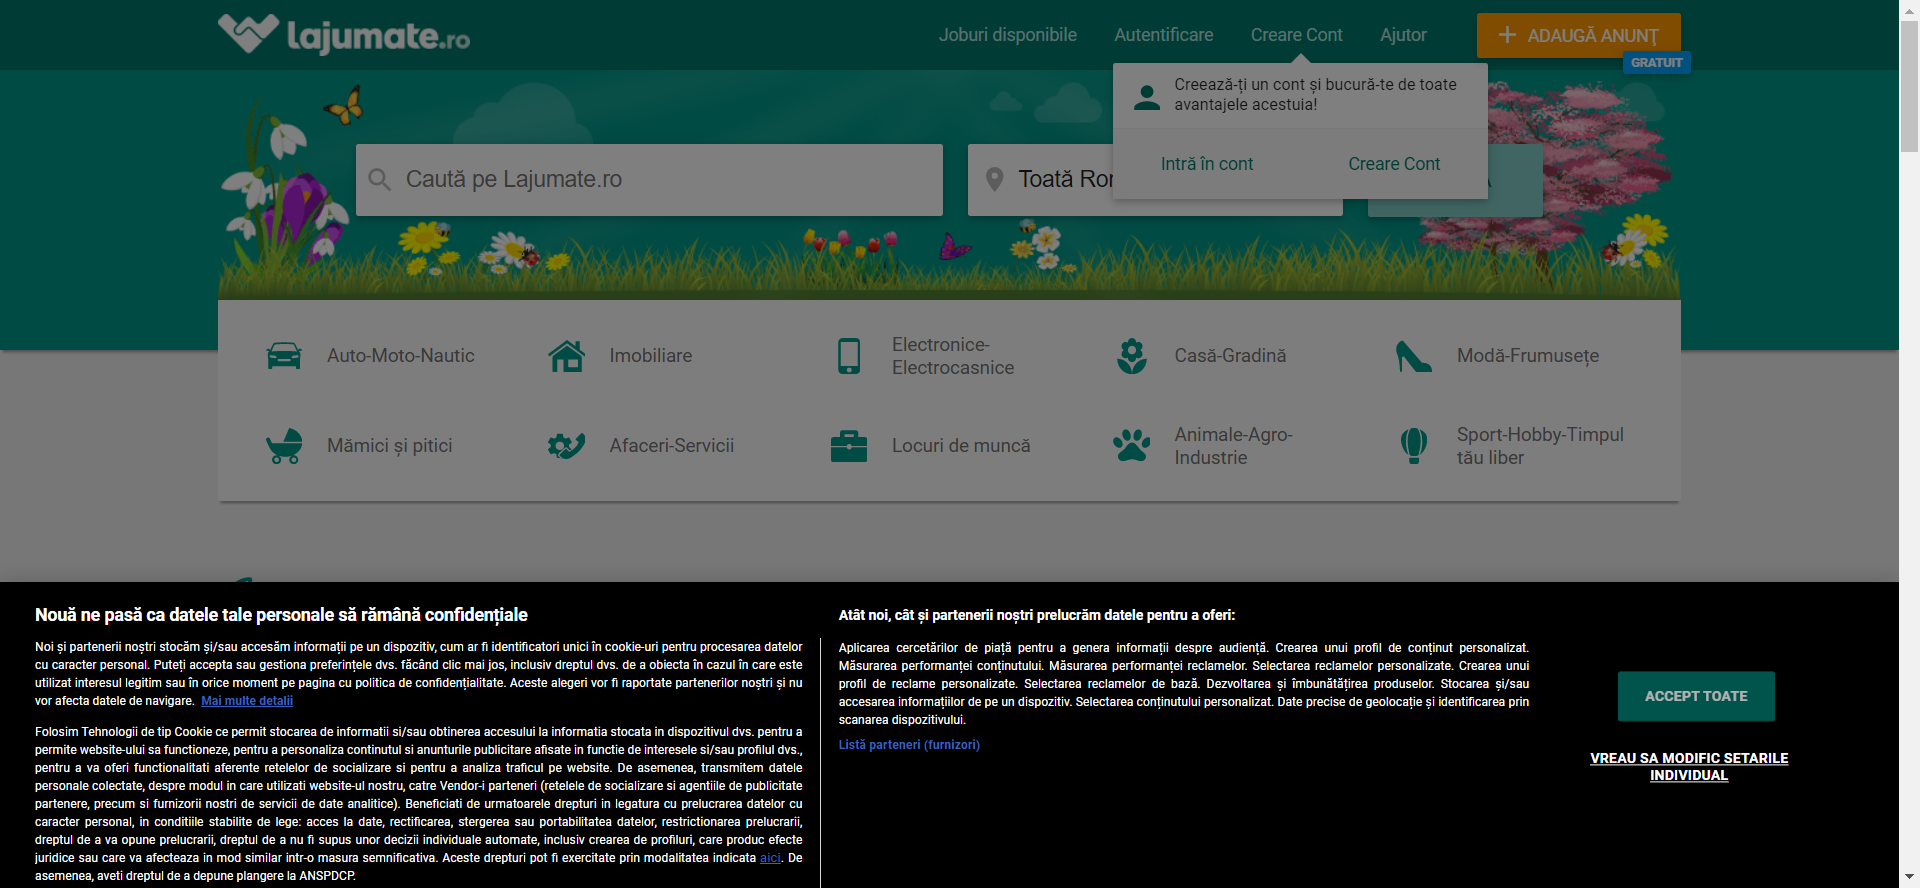 Lajumate.ro
Joburi disponibile
Autentificare
Creare Cont
Ajutor
ADAUGĂ ANUNŢ
GRATUIT
Creează-ți un cont și bucură-te de toate
avantajele acestuia!
Intră în cont
Creare Cont
Caută pe Lajumate.ro
Toată
Auto-Moto-Nautic
Imobiliare
Electronice-
Electrocasnice
Casă-Gradină
Modă-Frumusețe
Mămici și pitici
Afaceri-Servicii
Locuri de muncă
Animale-Agro-
Industrie
Sport-Hobby-Timpul
tău liber
Nouă ne pasă ca datele tale personale să rămână confidențiale
Noi și partenerii noștri stocăm și/sau accesăm informații pe un dispozitiv, cum ar fi identificatori unici în cookie-uri pentru procesarea datelor
cu caracter personal. Puteți accepta sau gestiona preferințele dvs. făcând clic mai jos, inclusiv dreptul dvs. de a obiecta în cazul în care este
utilizat interesul legitim sau în orice moment pe pagina cu politica de confidențialitate. Aceste alegeri vor fi raportate partenerilor noștri și nu
vor afecta datele de navigare. Mai multe detalii
Folosim Tehnologii de tip Cookie ce permit stocarea de informatii si/sau obtinerea accesului la informatia stocata in dispozitivul dvs. pentru a
permite website-ului sa functioneze, pentru a personaliza continutul si anunturile publicitare afisate in functie de interesele si/sau profilul dvs.,
pentru a va oferi functionalitati aferente retelelor de socializare si pentru a analiza traficul pe website. De asemenea, transmitem datele
personale colectate, despre modul in care utilizati website-ul nostru, catre Vendor-i parteneri (retelele de socializare si agentiile de publicitate
partenere, precum si furnizorii nostri de servicii de date analitice). Beneficiati de urmatoarele drepturi in legatura cu prelucrarea datelor cu
caracter personal, in conditiile stabilite de lege: acces la date, rectificarea, stergerea sau portabilitatea datelor, restrictionarea prelucrarii,
dreptul de a va opune prelucrarii, dreptul de a nu fi supus unor decizii individuale automate, inclusiv crearea de profiluri, care produc efecte
juridice sau care va afecteaza in mod similar intr-o masura semnificativa. Aceste drepturi pot fi exercitate prin modalitatea indicata aici. De
asemenea, aveti dreptul de a depune plangere la ANSPDCP.
Atât noi, cât și partenerii noștri prelucrăm datele pentru a oferi:
Aplicarea cercetărilor de piață pentru a genera informații despre audiență. Crearea unui profil de conținut personalizat.
Măsurarea performanței conținutului. Măsurarea performanței reclamelor. Selectarea reclamelor personalizate. Crearea unui
profil de reclame personalizate. Selectarea reclamelor de bază. Dezvoltarea și îmbunătățirea produselor. Stocarea și/sau
accesarea informațiilor de pe un dispozitiv. Selectarea conținutului personalizat. Date precise de geolocație și identificarea prin
scanarea dispozitivului.
Listă parteneri (furnizori)
ACCEPT TOATE
VREAU SA MODIFIC SETARILE
INDIVIDUAL